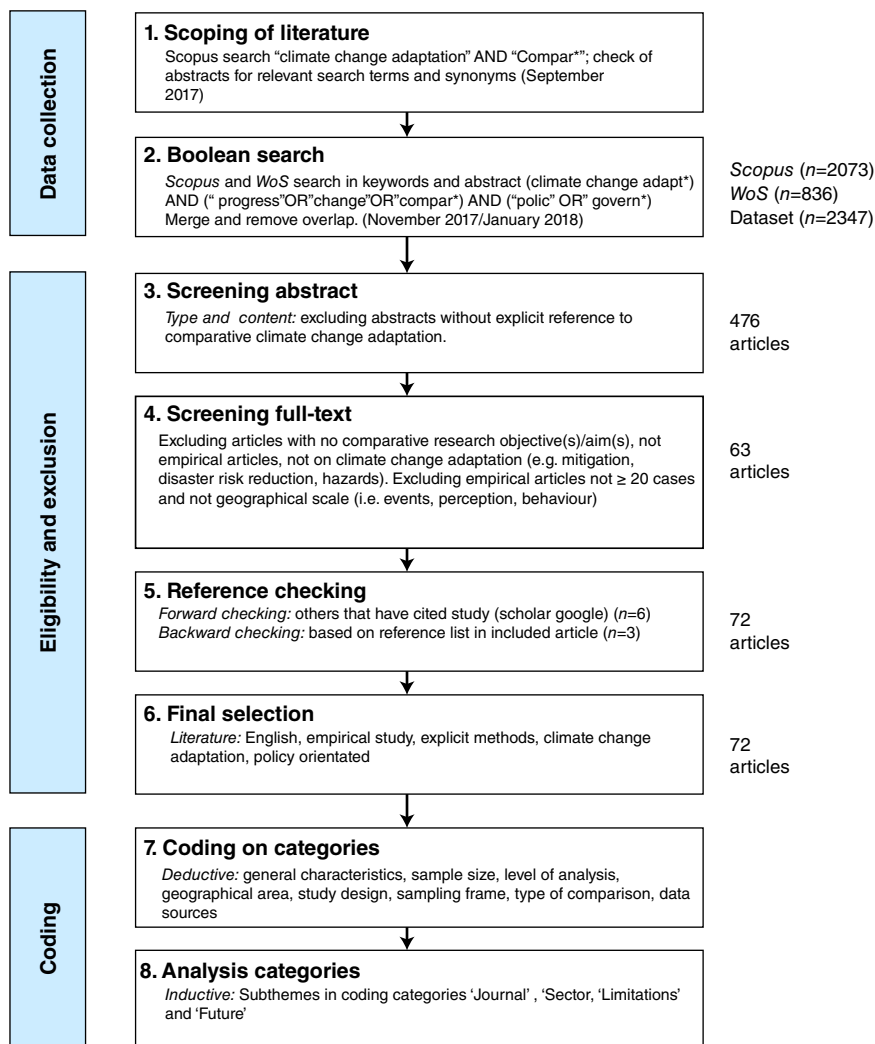 Data collection
1. Scoping of literature
Scopus search “climate change adaptation” AND “Compar*”; check of
abstracts for relevant search terms and synonyms (September
2017)
2. Boolean search
Scopus and WoS search in keywords and abstract (climate change adapt*)
AND (“ progress”OR”change”OR”compar*) AND (“polic” OR” govern*)
Merge and remove overlap. (November 2017/January 2018)
Scopus (n=2073)
WoS (n=836)
Dataset (n=2347)
Eligibility and exclusion
3. Screening abstract
Type and content: excluding abstracts without explicit reference to
comparative climate change adaptation.
476
articles
4. Screening full-text
Excluding articles with no comparative research objective(s)/aim(s), not
empirical articles, not on climate change adaptation (e.g. mitigation,
disaster risk reduction, hazards). Excluding empirical articles not ≥ 20 cases
and not geographical scale (i.e. events, perception, behaviour)
63
articles
5. Reference checking
Forward checking: others that have cited study (scholar google) (n=6)
Backward checking: based on reference list in included article (n=3)
72
articles
6. Final selection
Literature: English, empirical study, explicit methods, climate change
adaptation, policy orientated
72
articles
Coding
7. Coding on categories
Deductive: general characteristics, sample size, level of analysis,
geographical area, study design, sampling frame, type of comparison, data
sources
8. Analysis categories
Inductive: Subthemes in coding categories ‘Journal’ , ‘Sector, ‘Limitations’
and ‘Future’